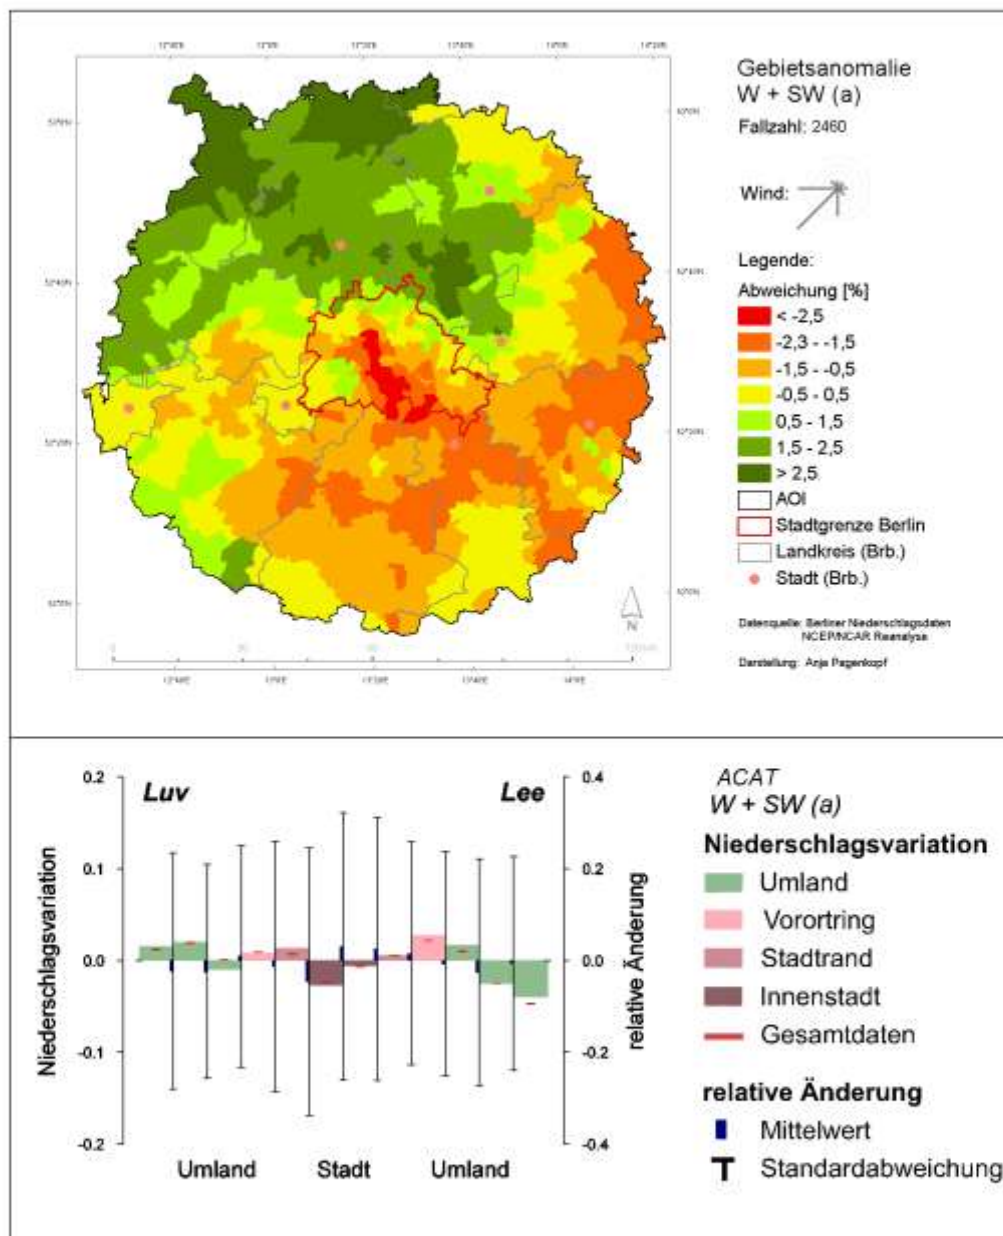 Gebietsanomalie
W + SW (a)
Fallzahl: 2460
Wind:
Legende:
Abweichung [%]
< -2,5
-2,3 - -1,5
-1,5 - -0,5
-0,5 - 0,5
0,5 - 1,5
1,5 - 2,5
> 2,5
AOI
Stadtgrenze Berlin
Landkreis (Brb.)
Stadt (Brb.)
N
Datenquelle: Berliner Niederschlagsdaten
NCEP/NCAR Reanalyse
Darstellung: Anja Pagenkopf
Luv
Lee
Niederschlagsvariation
0.2
0.1
0.0
-0.1
-0.2
0.4
0.2
0.0
-0.2
-0.4
relative Änderung
Umland
Stadt
Umland
ACAT
W + SW (a)
Niederschlagsvariation
Umland
Vorortring
Stadtrand
Innenstadt
Gesamtdaten
relative Änderung
Mittelwert
Standardabweichung